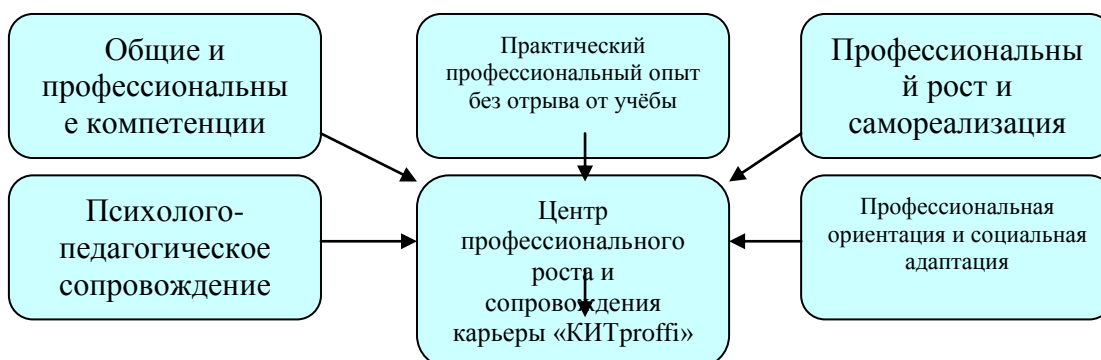 Общие и
профессиональны
е компетенции
Практический
профессиональный опыт
без отрыва от учёбы
Профессиональны
й рост и
самореализация
Психолого-
педагогическое
сопровождение
Центр
профессионального
роста и
сопровождения
карьеры «КИТproffi»
Профессиональная
ориентация и социальная
адаптация